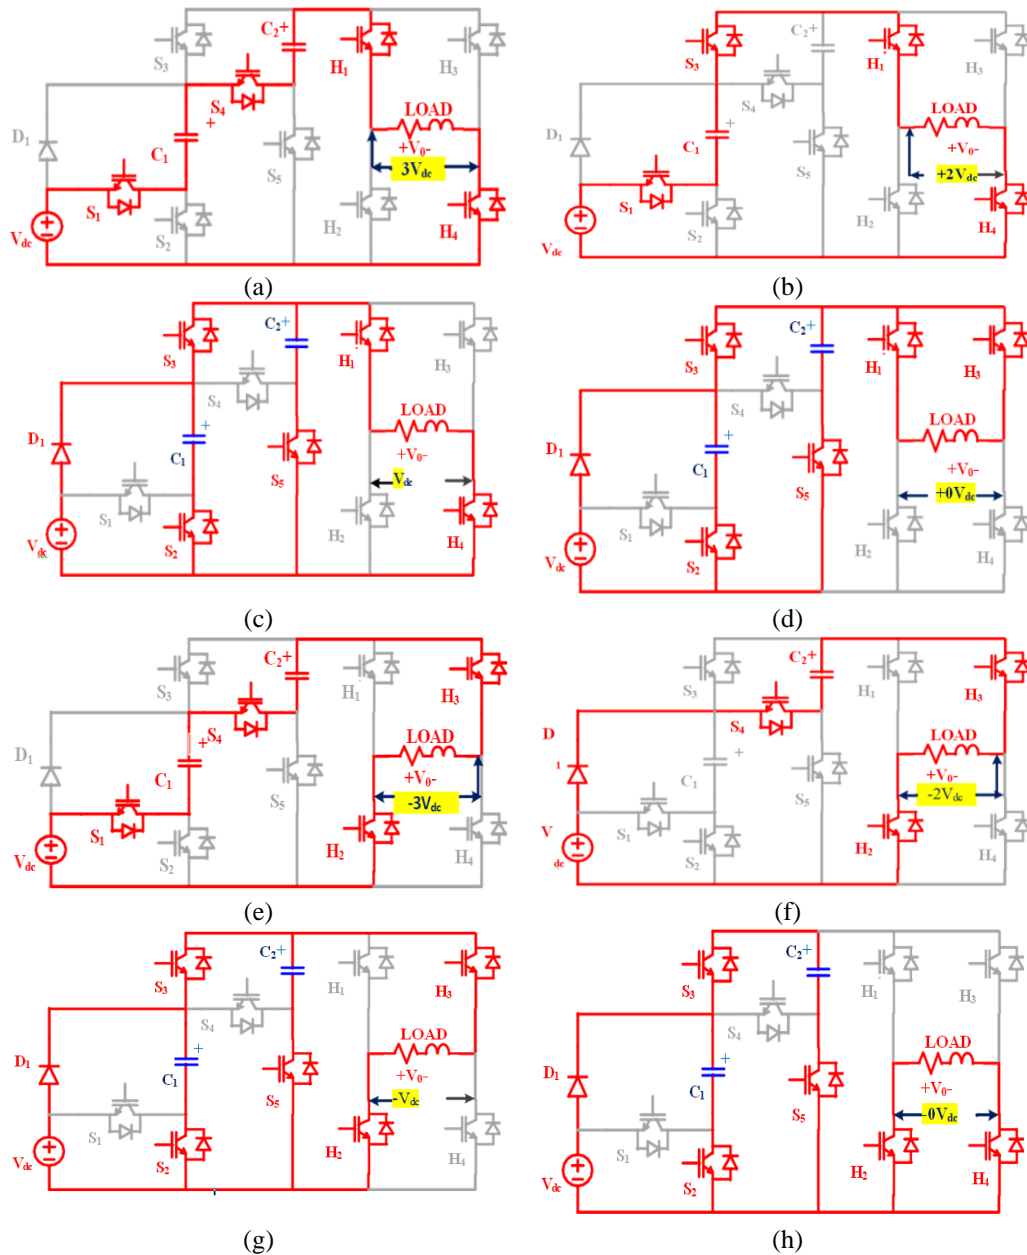 C₂+
S₃
H₁
H₃
S₄
+
LOAD
D₁
C₁
+V₀-
S₅
3Vdc
S₁
H₂
H₄
Vdc
S₂
(a)
C₂+
S₃
H₁
H₃
S₄
+
LOAD
D₁
C₁
+V₀-
S₅
+2Vdc
S₁
H₂
H₄
Vdc
S₂
(b)
C₂+
S₃
H₁
H₃
S₄
+
LOAD
D₁
C₁
+V₀-
S₅
Vdc
S₁
H₂
H₄
Vdc
S₂
(c)
C₂+
S₃
H₁
H₃
S₄
+
LOAD
D₁
C₁
+V₀-
S₅
+0Vdc
S₁
H₂
H₄
Vdc
S₂
(d)
C₂+
S₃
H₁
H₃
+
S₄
LOAD
D₁
C₁
+V₀-
S₅
-3Vdc
S₁
H₂
H₄
Vdc
S₂
(e)
C₂+
S₃
H₁
H₃
S₄
D
1
+
LOAD
C₁
+V₀-
S₅
-2Vdc
S₁
V
dc
S₂
H₂
H₄
(f)
C₂+
S₃
H₁
H₃
S₄
+
LOAD
D₁
C₁
+V₀-
S₅
-Vdc
S₁
H₂
H₄
Vdc
S₂
(g)
C₂+
S₃
H₁
H₃
S₄
+
LOAD
D₁
C₁
+V₀-
S₅
-0Vdc
S₁
H₂
H₄
Vdc
S₂
(h)